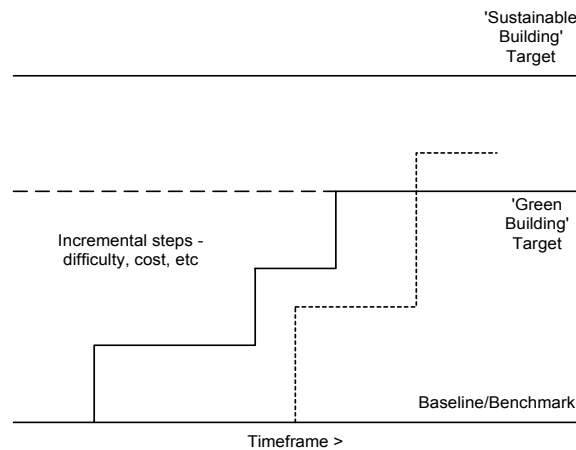 'Sustainable
Building'
Target
'Green
Building'
Target
Incremental steps -
difficulty, cost, etc
Baseline/Benchmark
Timeframe >